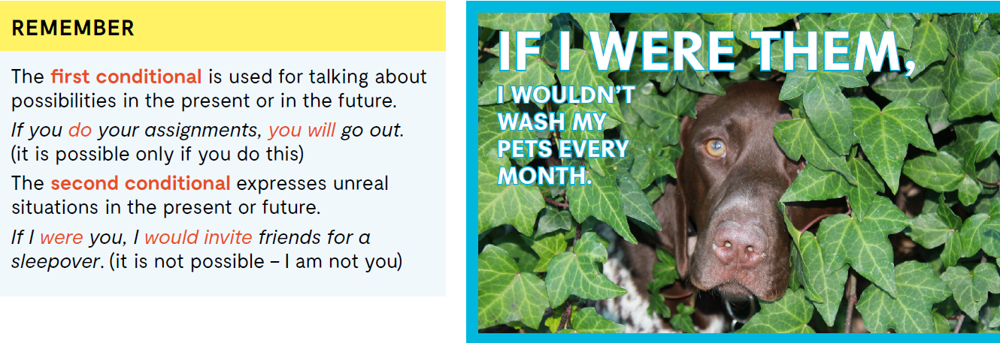 REMEMBER
The first conditional is used for talking about
possibilities in the present or in the future.
If you do your assignments, you will go out.
(it is possible only if you do this)
The second conditional expresses unreal
situations in the present or future.
If I were you, I would invite friends for a
sleepover. (it is not possible – I am not you)
IF I WERE THEM,
I WOULDN'T
WASH MY
PETS EVERY
MONTH.